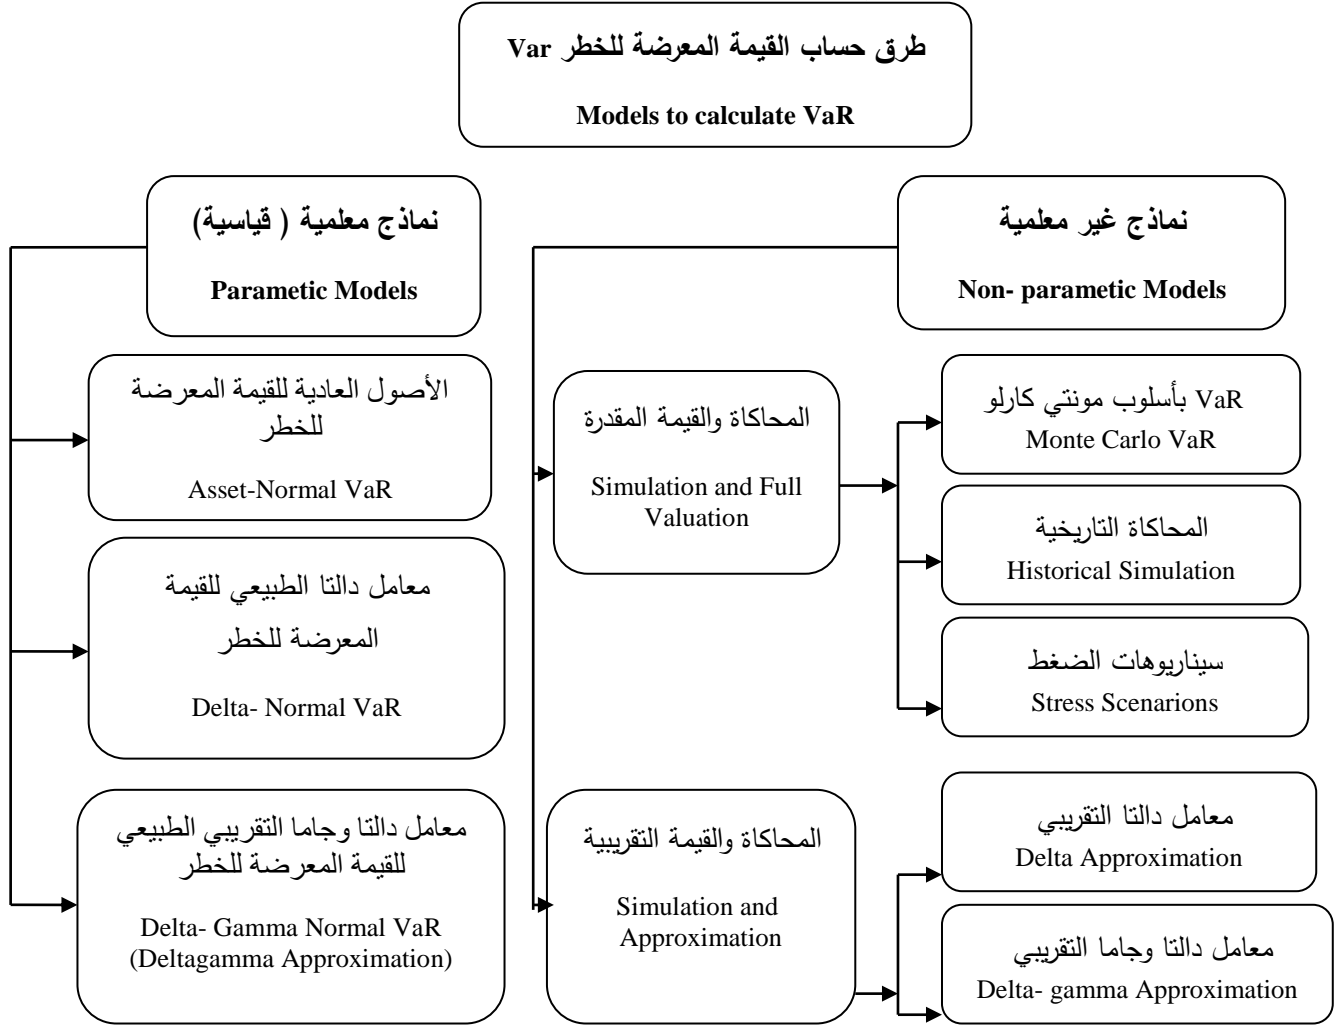 طرق حساب القيمة المعرضة للخطر Var
Models to calculate VaR
نماذج معلمية ( قياسية)
Parametic Models
الأصول العادية للقيمة المعرضة
للخطر
Asset-Normal VaR
معامل دالتا الطبيعي للقيمة
المعرضة للخطر
Delta- Normal VaR
معامل دالتا وجاما التقريبي الطبيعي
للقيمة المعرضة للخطر
Delta- Gamma Normal VaR
(Deltagamma Approximation)
نماذج غير معلمية
Non- parametic Models
المحاكاة والقيمة المقدرة
Simulation and Full
Valuation
VaR بأسلوب مونتي كارلو
Monte Carlo VaR
المحاكاة التاريخية
Historical Simulation
سيناريوهات الضغط
Stress Scenarions
المحاكاة والقيمة التقريبية
Simulation and
Approximation
معامل دالتا التقريبي
Delta Approximation
معامل دالتا وجاما التقريبي
Delta- gamma Approximation